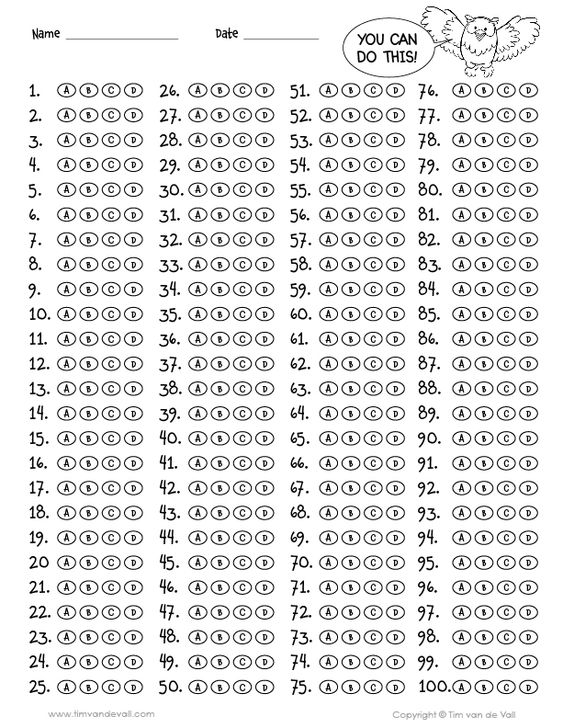 Name Date
YOU CAN
DO THIS!
1. A B C D 26. A B C D 51. A B C D 76. A B C D
2. A B C D 27. A B C D 52. A B C D 77. A B C D
3. A B C D 28. A B C D 53. A B C D 78. A B C D
4. A B C D 29. A B C D 54. A B C D 79. A B C D
5. A B C D 30. A B C D 55. A B C D 80. A B C D
6. A B C D 31. A B C D 56. A B C D 81. A B C D
7. A B C D 32. A B C D 57. A B C D 82. A B C D
8. A B C D 33. A B C D 58. A B C D 83. A B C D
9. A B C D 34. A B C D 59. A B C D 84. A B C D
10. A B C D 35. A B C D 60. A B C D 85. A B C D
11. A B C D 36. A B C D 61. A B C D 86. A B C D
12. A B C D 37. A B C D 62. A B C D 87. A B C D
13. A B C D 38. A B C D 63. A B C D 88. A B C D
14. A B C D 39. A B C D 64. A B C D 89. A B C D
15. A B C D 40. A B C D 65. A B C D 90. A B C D
16. A B C D 41. A B C D 66. A B C D 91. A B C D
17. A B C D 42. A B C D 67. A B C D 92. A B C D
18. A B C D 43. A B C D 68. A B C D 93. A B C D
19. A B C D 44. A B C D 69. A B C D 94. A B C D
20 A B C D 45. A B C D 70. A B C D 95. A B C D
21. A B C D 46. A B C D 71. A B C D 96. A B C D
22. A B C D 47. A B C D 72. A B C D 97. A B C D
23. A B C D 48. A B C D 73. A B C D 98. A B C D
24. A B C D 49. A B C D 74. A B C D 99. A B C D
25. A B C D 50. A B C D 75. A B C D 100. A B C D
www.timvandevall.com Copyright © Tim van de Vall